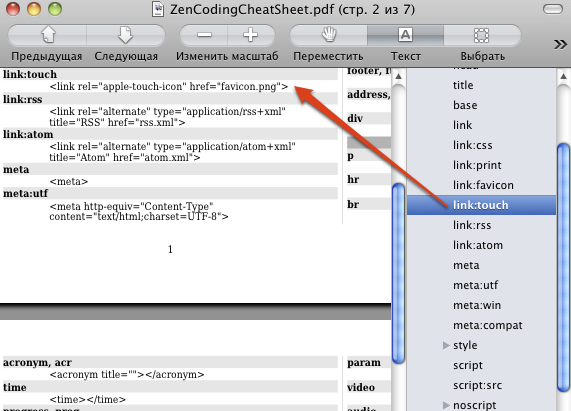 ZenCodingCheatSheet.pdf (стр. 2 из 7)
Предыдущая
Следующая
Изменить масштаб
Переместить
A
Текст
Выбрать
»
link:touch
<link rel="apple-touch-icon" href="favicon.png">
link:rss
<link rel="alternate" type="application/rss+xml"
title="RSS" href="rss.xml">
link:atom
<link rel="alternate" type="application/atom+xml"
title="Atom" href="atom.xml">
meta
<meta>
meta:utf
<meta http-equiv="Content-Type"
content="text/html;charset=UTF-8">
1
address,
div
p
hr
br
acronym, acr
<acronym title=""></acronym>
time
<time></time>
param
video
title
base
link
link:css
link:print
link:favicon
link:touch
link:rss
link:atom
meta
meta:utf
meta:win
meta:compat
style
script
script:src
noscript